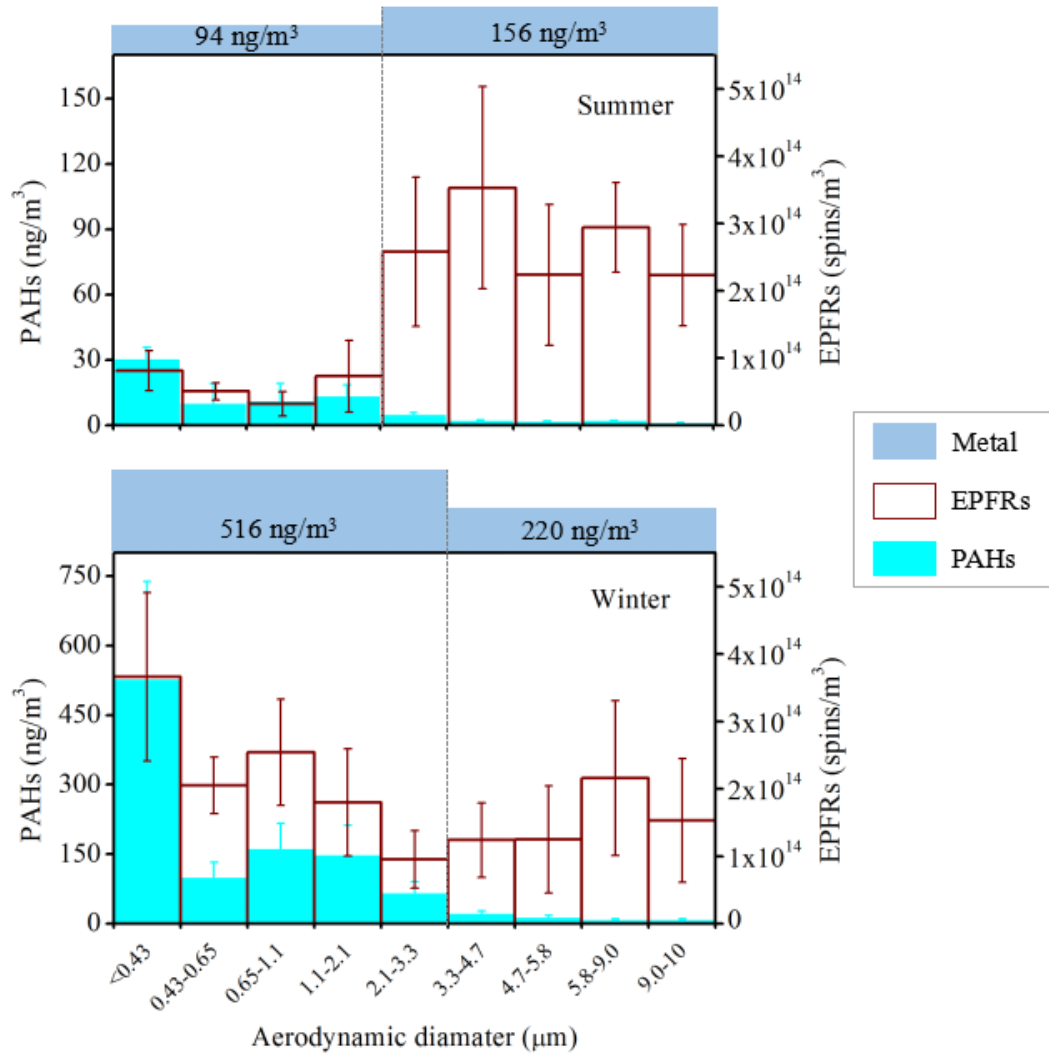 94 ng/m³
156 ng/m³
Summer
PAHs (ng/m³)
150
120
90
60
30
0
5x10¹⁴
4x10¹⁴
3x10¹⁴
2x10¹⁴
1x10¹⁴
0
EPFRs (spins/m³)
Metal
EPFRs
PAHs
516 ng/m³
220 ng/m³
Winter
PAHs (ng/m³)
750
600
450
300
150
0
5x10¹⁴
4x10¹⁴
3x10¹⁴
2x10¹⁴
1x10¹⁴
0
EPFRs (spins/m³)
<0.43
0.43-0.65
0.65-1.1
1.1-2.1
2.1-3.3
3.3-4.7
4.7-5.8
5.8-9.0
9.0-10
Aerodynamic diamater (μm)